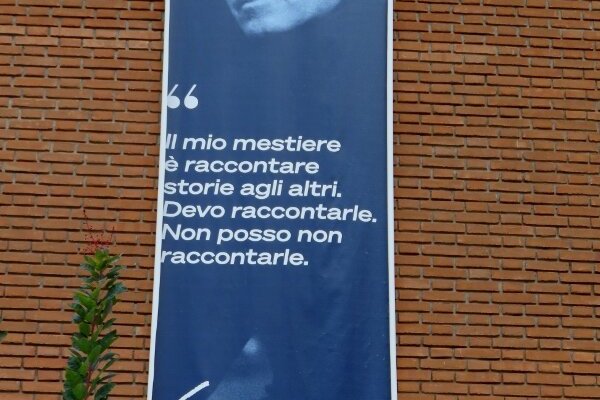 “
Il mio mestiere
è raccontare
storie agli altri.
Devo raccontarle.
Non posso non
raccontarle.